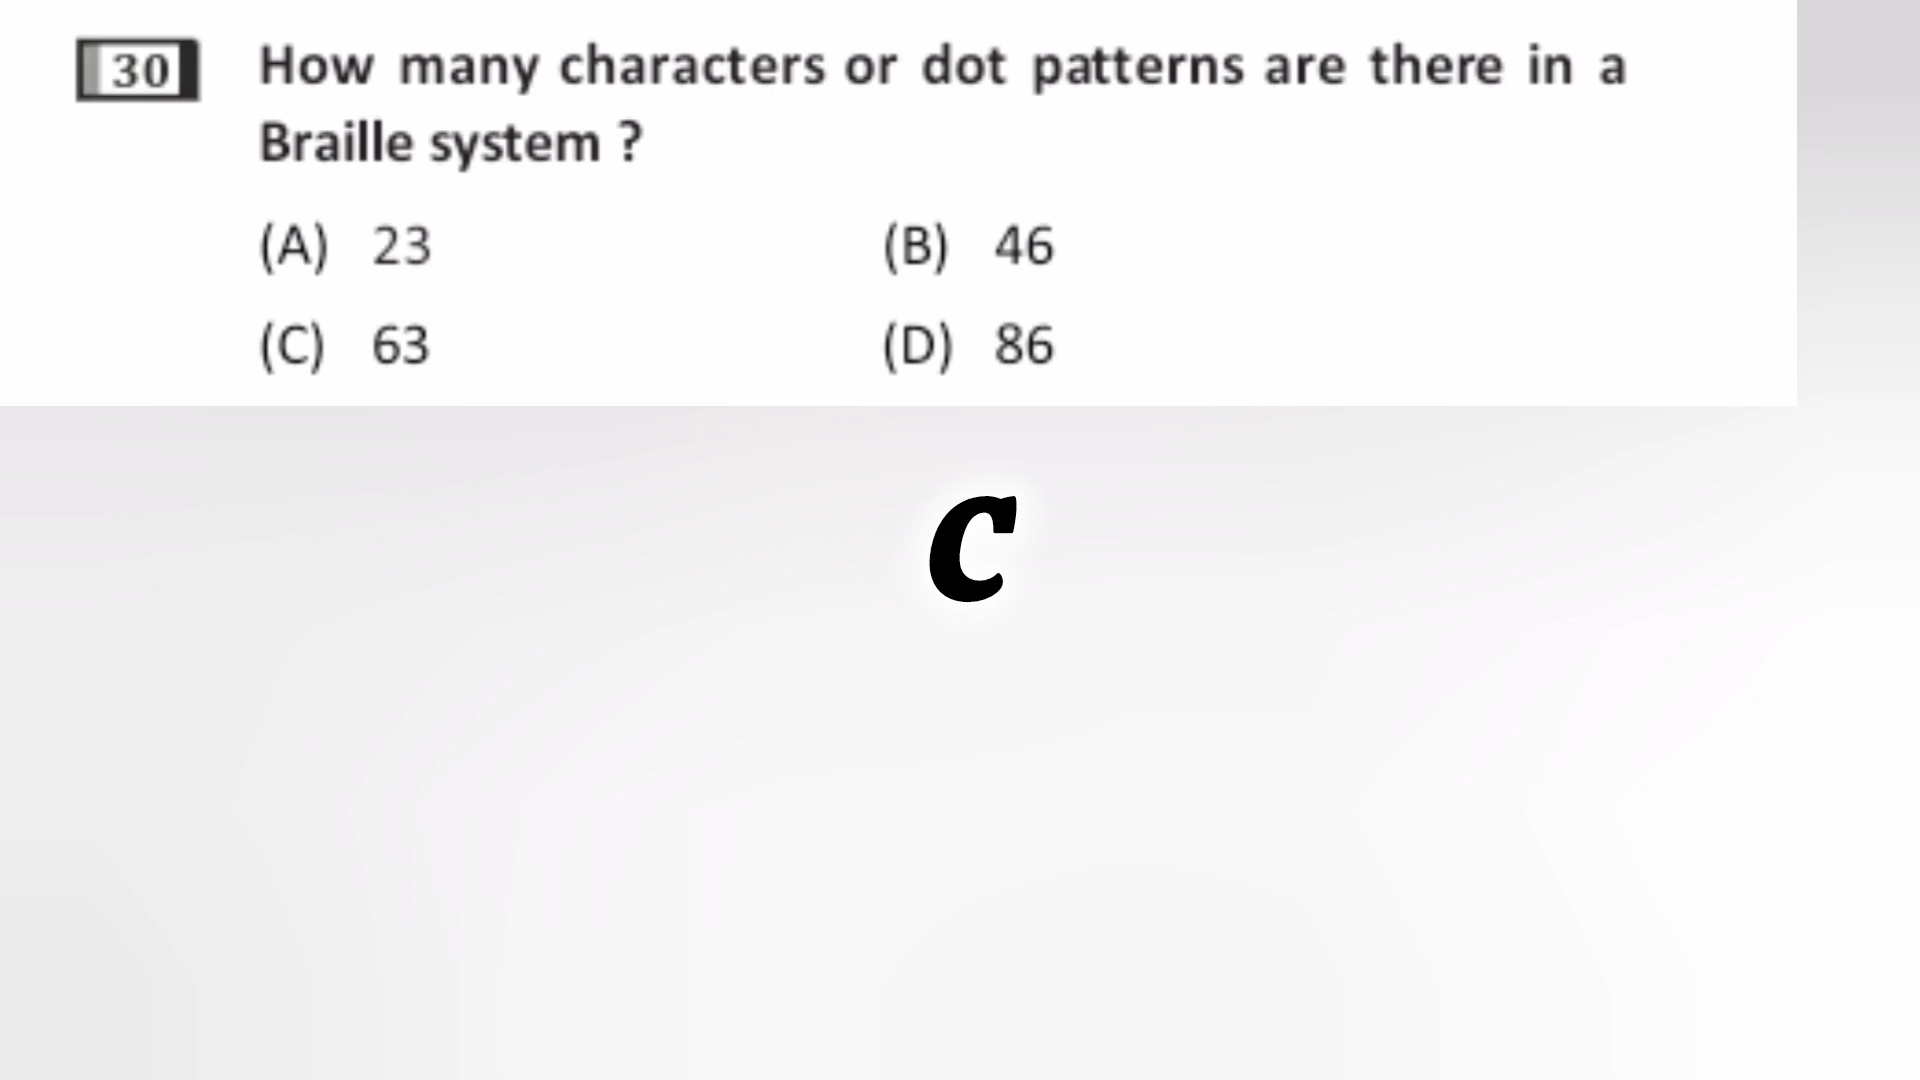 30 How many characters or dot patterns are there in a
Braille system ?
(A) 23 (B) 46
(C) 63 (D) 86
C